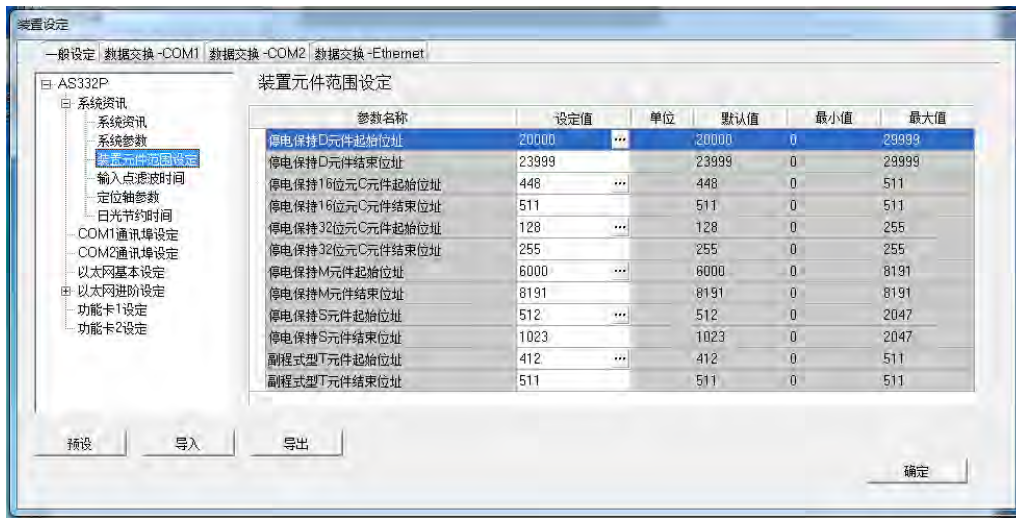 装置设定
一般设定 数据交换-COM1 数据交换-COM2 数据交换-Ethernet
AS332P
系统资讯
系统资讯
系统参数
装置元件范围设定
输入点滤波时间
定位轴参数
日光节约时间
COM1通讯埠设定
COM2通讯埠设定
以太网基本设定
以太网进阶设定
功能卡1设定
功能卡2设定
装置元件范围设定
参数名称 设定值 单位 默认值 最小值 最大值
停电保持D元件起始位址 20000 ... 20000 0 29999
停电保持D元件结束位址 23999 23999 0 29999
停电保持16位元C元件起始位址 448 ... 448 0 511
停电保持16位元C元件结束位址 511 511 0 511
停电保持32位元C元件起始位址 128 ... 128 0 255
停电保持32位元C元件结束位址 255 255 0 255
停电保持M元件起始位址 6000 ... 6000 0 8191
停电保持M元件结束位址 8191 8191 0 8191
停电保持S元件起始位址 512 ... 512 0 2047
停电保持S元件结束位址 1023 1023 0 2047
副程式型T元件起始位址 412 ... 412 0 511
副程式型T元件结束位址 511 511 0 511
预设 导入 导出
确定